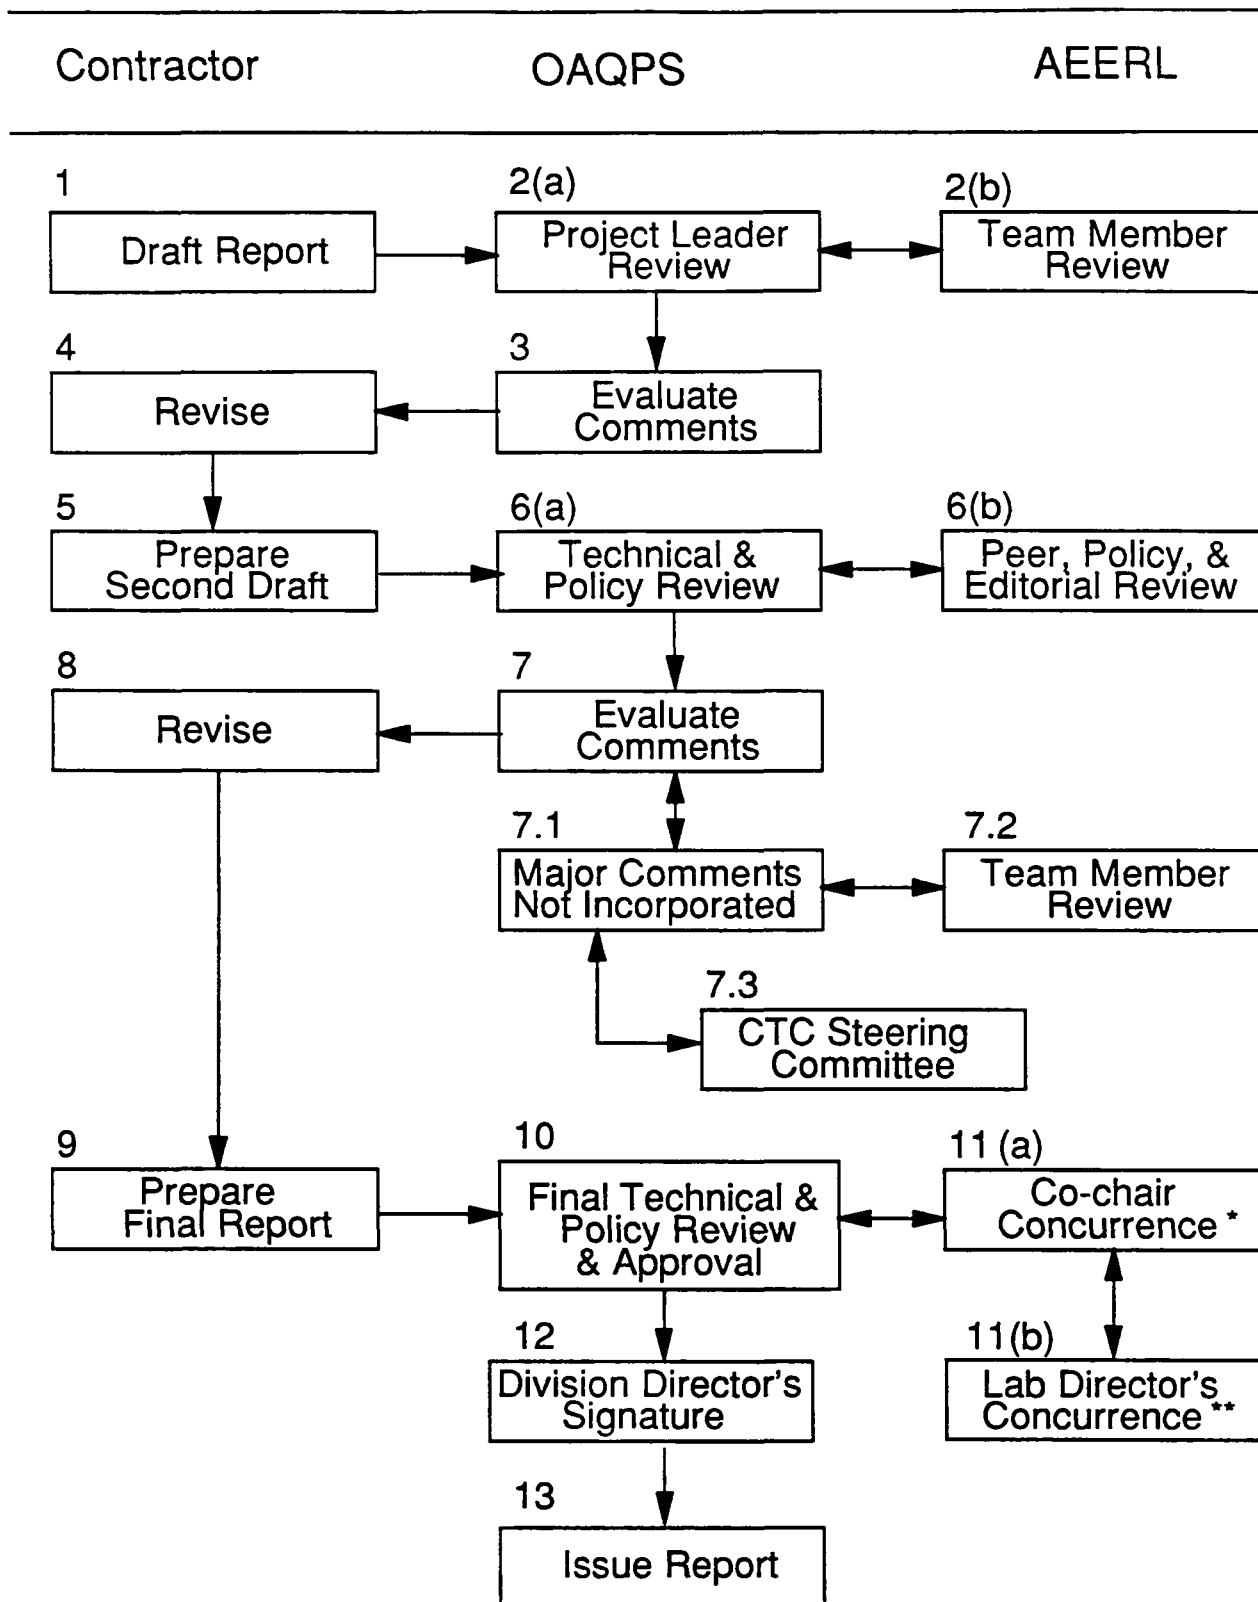 Contractor
OAQPS
AEERL
1
2(a)
2(b)
Draft Report
Project Leader
Review
Team Member
Review
4
3
Revise
Evaluate
Comments
5
6(a)
6(b)
Prepare
Second Draft
Technical &
Policy Review
Peer, Policy, &
Editorial Review
8
7
Revise
Evaluate
Comments
7.1
7.2
Major Comments
Not Incorporated
Team Member
Review
7.3
CTC Steering
Committee
9
10
11 (a)
Prepare
Final Report
Final Technical &
Policy Review
& Approval
Co-chair
Concurrence *
12
11(b)
Division Director's
Signature
Lab Director's
Concurrence **
13
Issue Report